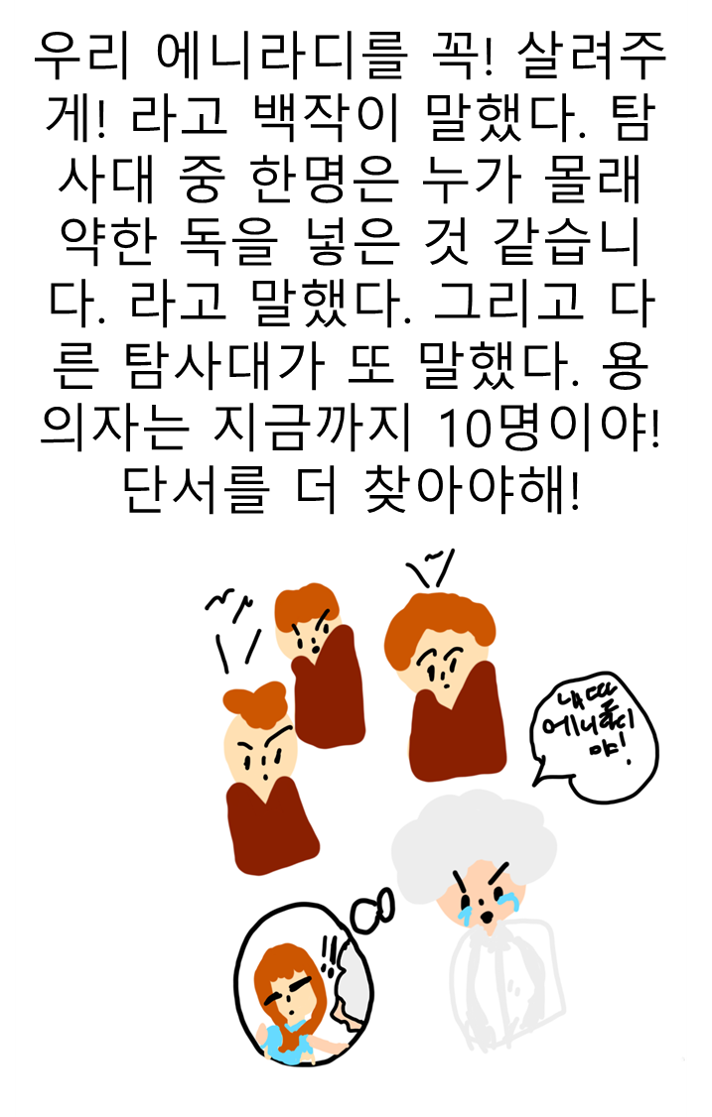 우리 에니라디를 꼭! 살려주
게! 라고 백작이 말했다. 탐
사대 중 한명은 누가 몰래
약한 독을 넣은 것 같습니
다. 라고 말했다. 그리고 다
른 탐사대가 또 말했다. 용
의자는 지금까지 10명이야!
단서를 더 찾아야해!
내 딸
에니라디
야!
!!